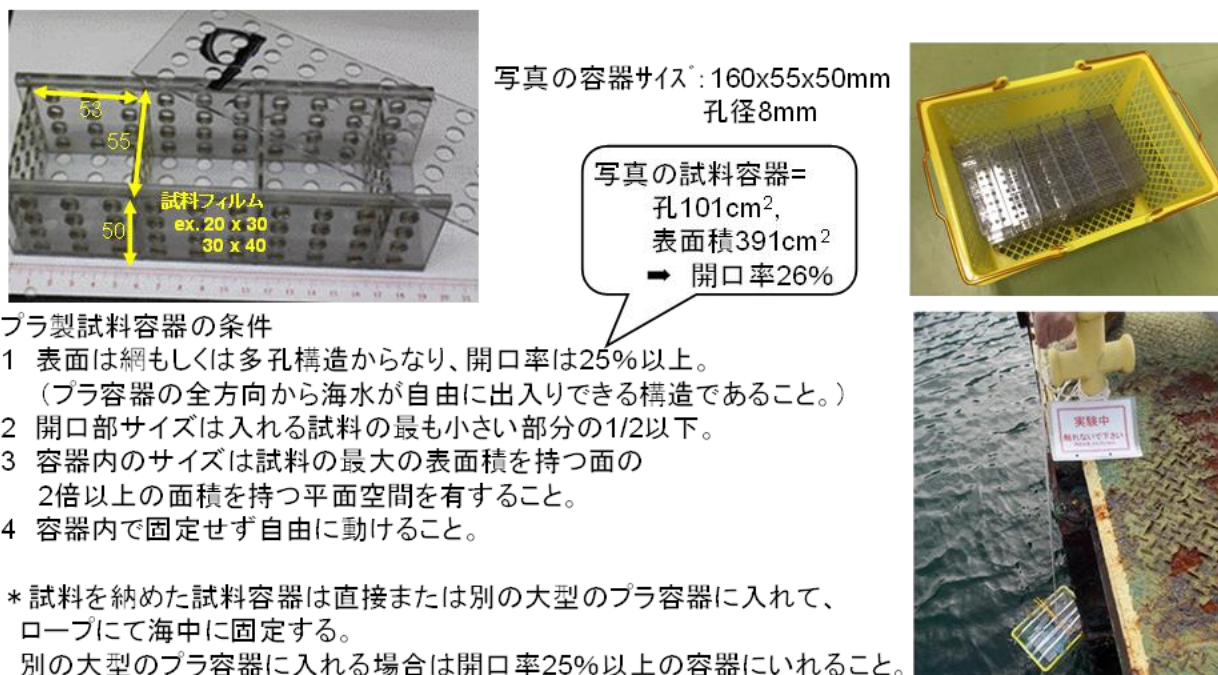 53
55
50
試料フィルム
ex. 20 x 30
30 x 40
写真の容器サイズ：160x55x50mm
孔径8mm
写真の試料容器=
孔101cm²,
表面積391cm²
➡ 開口率26%
プラ製試料容器の条件
1 表面は網もしくは多孔構造からなり、開口率は25%以上。
（プラ容器の全方向から海水が自由に出入りできる構造であること。）
2 開口部サイズは入れる試料の最も小さい部分の1/2以下。
3 容器内のサイズは試料の最大の表面積を持つ面の
2倍以上の面積を持つ平面空間を有すること。
4 容器内で固定せず自由に動けること。
実験中
触れないで下さい
＊試料を納めた試料容器は直接または別の大型のプラ容器に入れて、
ロープにて海中に固定する。
別の大型のプラ容器に入れる場合は開口率25%以上の容器にいれること。